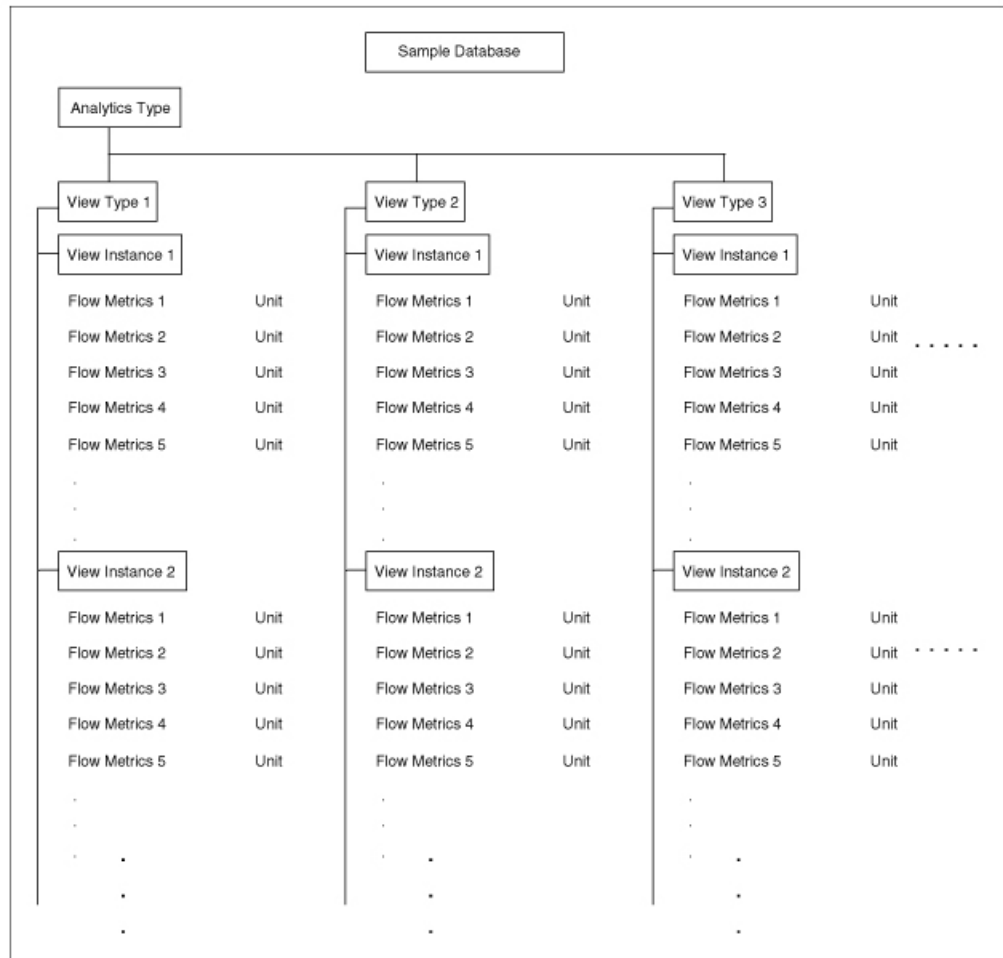 Sample Database
Analytics Type
View Type 1 View Type 2 View Type 3
View Instance 1 View Instance 1 View Instance 1
Flow Metrics 1 Unit Flow Metrics 1 Unit Flow Metrics 1 Unit
Flow Metrics 2 Unit Flow Metrics 2 Unit Flow Metrics 2 Unit . . . . .
Flow Metrics 3 Unit Flow Metrics 3 Unit Flow Metrics 3 Unit
Flow Metrics 4 Unit Flow Metrics 4 Unit Flow Metrics 4 Unit
Flow Metrics 5 Unit Flow Metrics 5 Unit Flow Metrics 5 Unit
. . .
. . .
. . .
View Instance 2 View Instance 2 View Instance 2
Flow Metrics 1 Unit Flow Metrics 1 Unit Flow Metrics 1 Unit
Flow Metrics 2 Unit Flow Metrics 2 Unit Flow Metrics 2 Unit . . . . .
Flow Metrics 3 Unit Flow Metrics 3 Unit Flow Metrics 3 Unit
Flow Metrics 4 Unit Flow Metrics 4 Unit Flow Metrics 4 Unit
Flow Metrics 5 Unit Flow Metrics 5 Unit Flow Metrics 5 Unit
. . .
. . .
. . . . . .
. . .
. . .